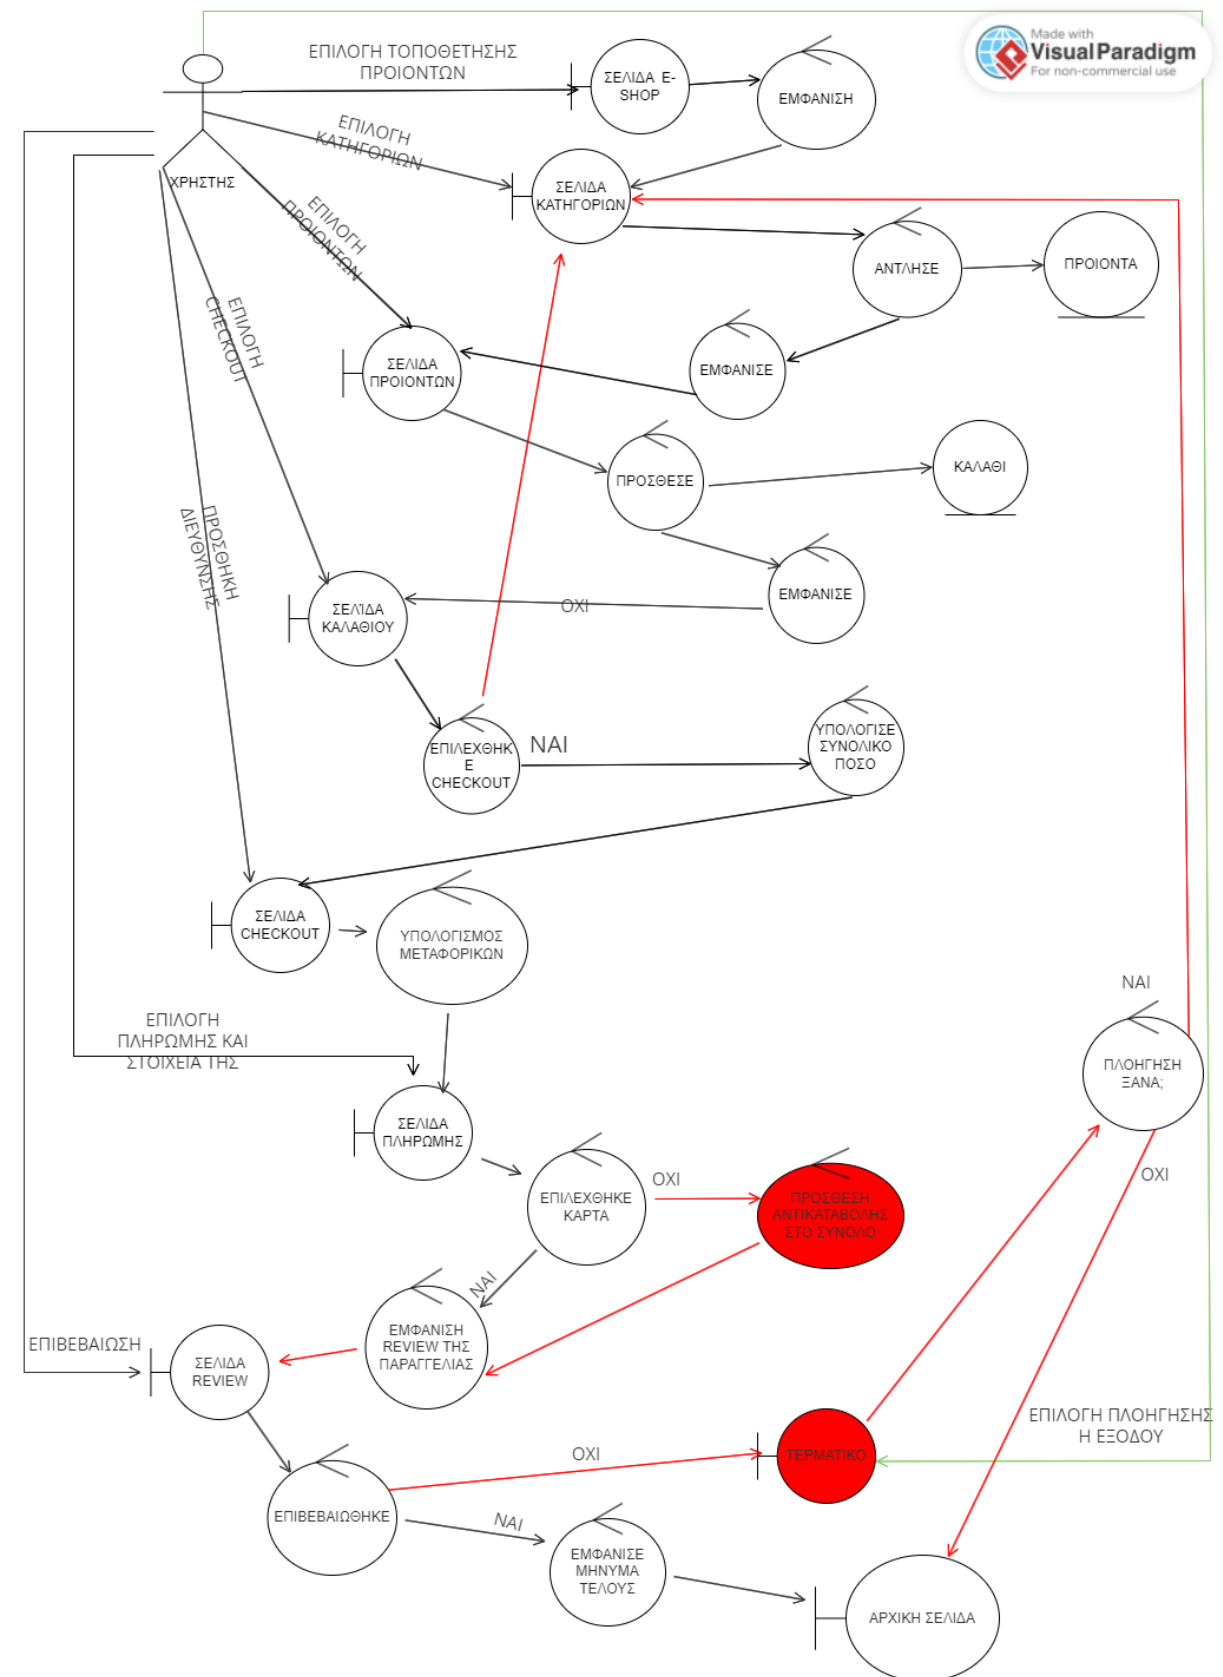 Made with
Visual Paradigm
For non-commercial use
ΕΠΙΛΟΓΗ ΤΟΠΟΘΕΤΗΣΗΣ
ΠΡΟΙΟΝΤΩΝ
ΣΕΛΙΔΑ E-
SHOP
ΕΜΦΑΝΙΣΗ
ΕΠΙΛΟΓΗ
ΚΑΤΗΓΟΡΙΩΝ
ΧΡΗΣΤΗΣ
ΣΕΛΙΔΑ
ΚΑΤΗΓΟΡΙΩΝ
ΕΠΙΛΟΓΗ
ΠΡΟΙΟΝΤΩΝ
ΑΝΤΛΗΣΕ
ΠΡΟΙΟΝΤΑ
ΕΠΙΛΟΓΗ
CHECKOUT
ΣΕΛΙΔΑ
ΠΡΟΙΟΝΤΩΝ
ΕΜΦΑΝΙΣΕ
ΠΡΟΣΘΕΣΕ
ΚΑΛΑΘΙ
ΠΡΟΣΘΗΚΗ
ΔΙΕΥΘΥΝΣΗΣ
ΕΜΦΑΝΙΣΕ
ΟΧΙ
ΣΕΛΊΔΑ
ΚΑΛΑΘΙΟΥ
ΕΠΙΛΕΧΘΗΚ
Ε
CHECKOUT
ΝΑΙ
ΥΠΟΛΟΓΙΣΕ
ΣΥΝΟΛΙΚΟ
ΠΟΣΟ
ΣΕΛΙΔΑ
CHECKOUT
ΥΠΟΛΟΓΙΣΜΟΣ
ΜΕΤΑΦΟΡΙΚΩΝ
ΝΑΙ
ΕΠΙΛΟΓΗ
ΠΛΗΡΩΜΗΣ ΚΑΙ
ΣΤΟΙΧΕΙΑ ΤΗΣ
ΠΛΟΗΓΗΣΗ
ΞΑΝΑ;
ΣΕΛΙΔΑ
ΠΛΗΡΩΜΗΣ
ΟΧΙ
ΟΧΙ
ΕΠΙΛΕΧΘΗΚΕ
ΚΑΡΤΑ
ΠΡΟΣΘΕΣΗ
ΑΝΤΙΚΑΤΑΒΟΛΗΣ
ΣΤΟ ΣΥΝΟΛΟ
ΝΑΙ
ΕΜΦΑΝΙΣΗ
REVIEW ΤΗΣ
ΠΑΡΑΓΓΕΛΙΑΣ
ΕΠΙΒΕΒΑΙΩΣΗ
ΣΕΛΙΔΑ
REVIEW
ΕΠΙΛΟΓΗ ΠΛΟΗΓΗΣΗΣ
Η ΕΞΟΔΟΥ
ΟΧΙ
ΤΕΡΜΑΤΙΚΟ
ΕΠΙΒΕΒΑΙΩΘΗΚΕ
ΝΑΙ
ΕΜΦΑΝΙΣΕ
ΜΗΝΥΜΑ
ΤΕΛΟΥΣ
ΑΡΧΙΚΗ ΣΕΛΙΔΑ